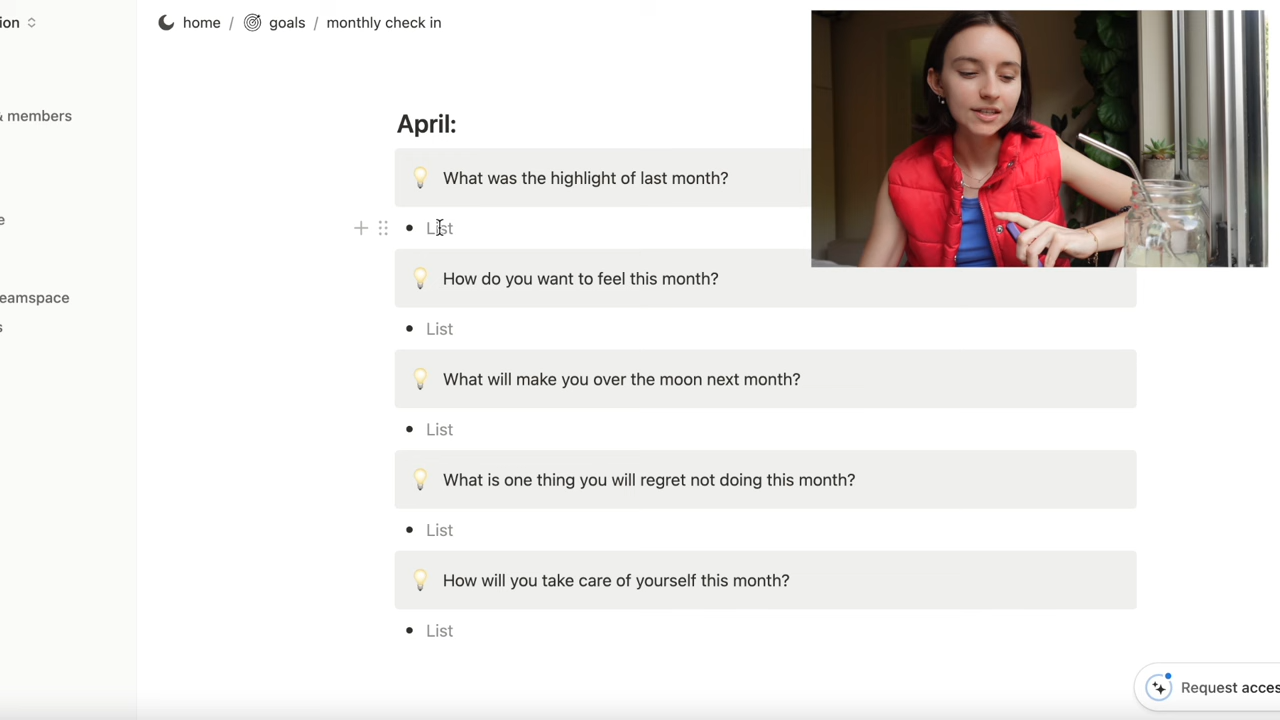 ion
home / goals / monthly check in
& members
April:
What was the highlight of last month?
List
e
How do you want to feel this month?
eamspace
s
List
What will make you over the moon next month?
List
What is one thing you will regret not doing this month?
List
How will you take care of yourself this month?
List
Request acces